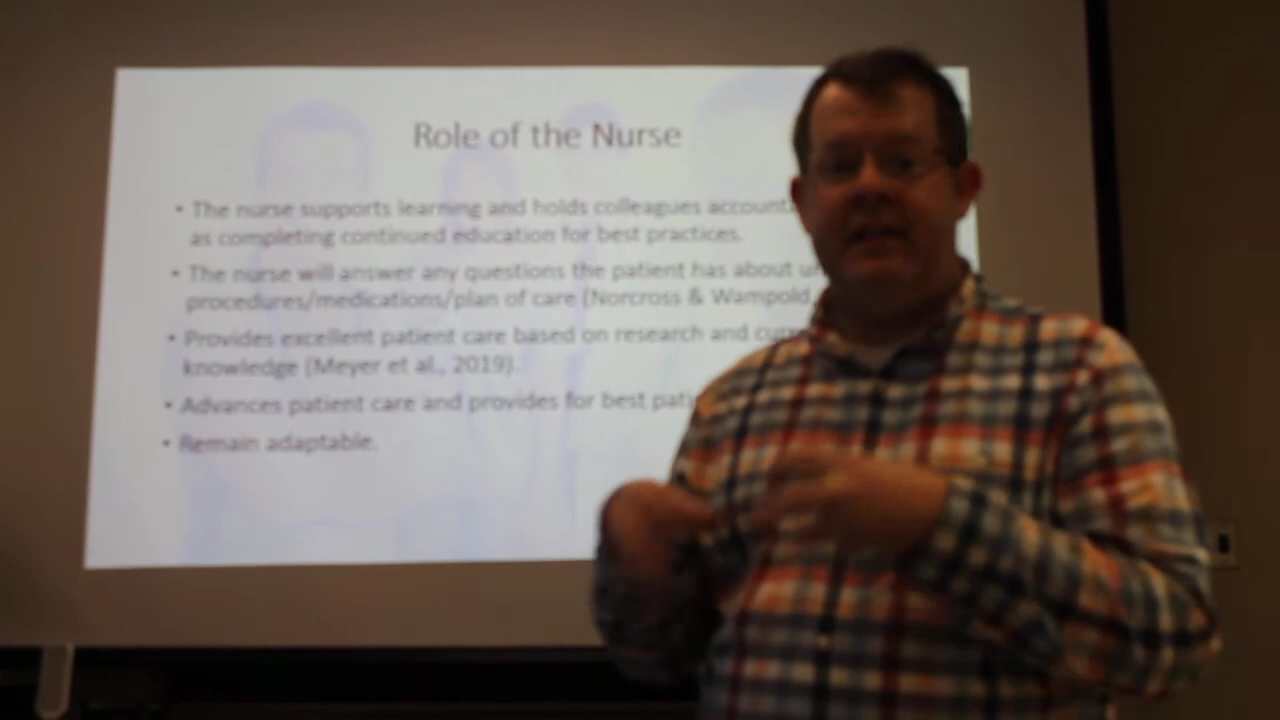 Role of the Nurse
• The nurse supports learning and holds colleagues
as completing continued education for best practices.
• The nurse will answer any questions the patient has about
procedures/medications/plan of care (Norcross & Wampold,
• Provides excellent patient care based on research and
knowledge (Meyer et al., 2019).
• Advances patient care and provides for best
• Remain adaptable.